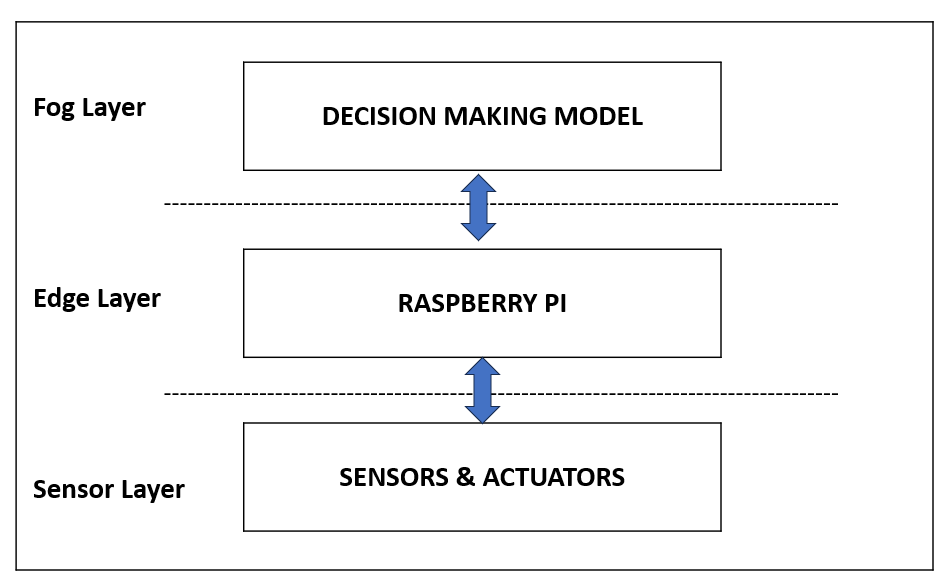 Fog Layer
DECISION MAKING MODEL
Edge Layer
RASPBERRY PI
Sensor Layer
SENSORS & ACTUATORS